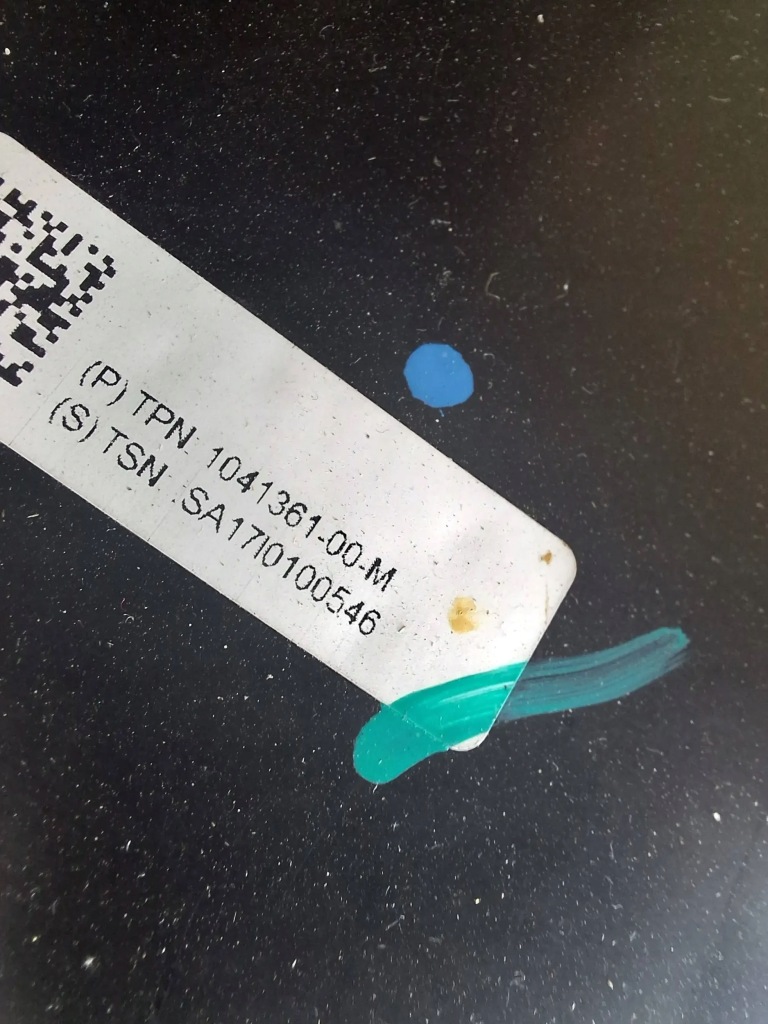 (P) TPN 1041361-00-M
(S) TSN SA17I0100546